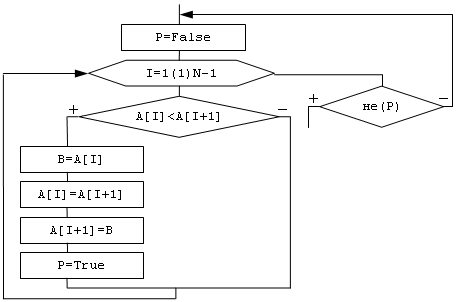 P=False
I=1(1)N-1
+
не(P)
-
+
A[I]<A[I+1]
-
B=A[I]
A[I]=A[I+1]
A[I+1]=B
P=True